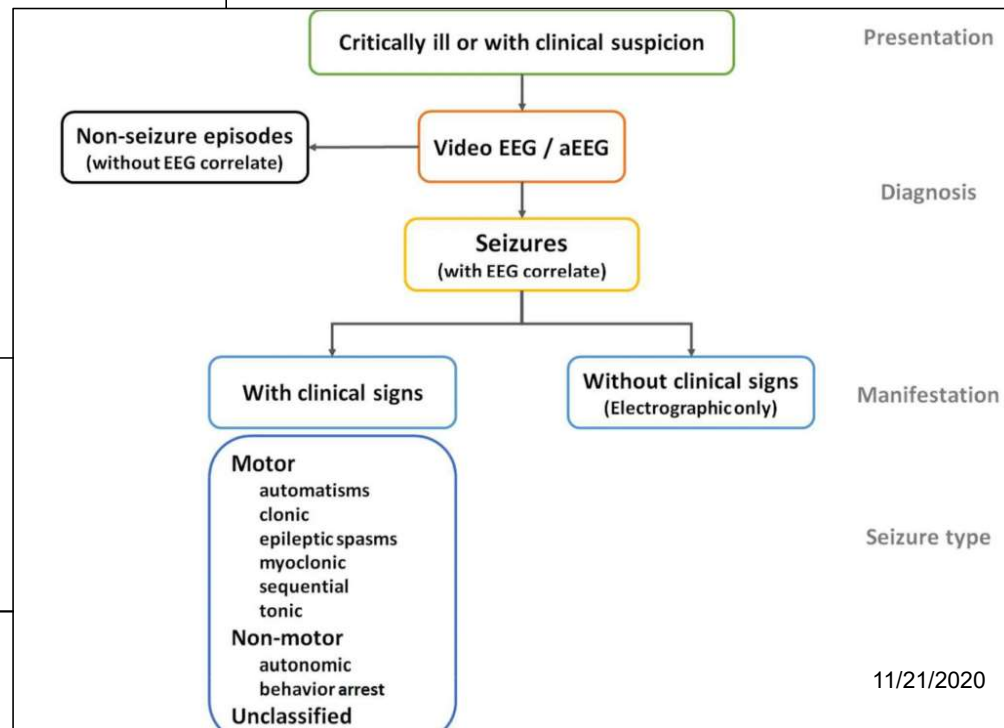 Critically ill or with clinical suspicion
Presentation
Non-seizure episodes
(without EEG correlate)
Video EEG / aEEG
Diagnosis
Seizures
(with EEG correlate)
With clinical signs
Without clinical signs
(Electrographic only)
Manifestation
Motor
automatisms
clonic
epileptic spasms
myoclonic
sequential
tonic
Non-motor
autonomic
behavior arrest
Unclassified
Seizure type
11/21/2020